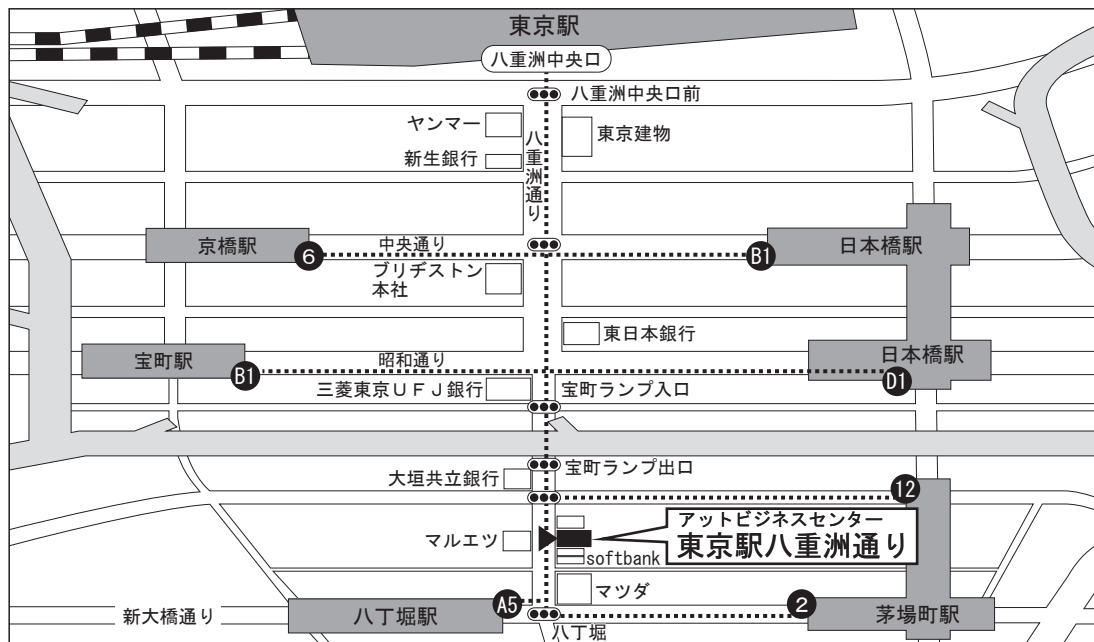 東京駅
八重洲中央口
八重洲中央口前
ヤンマー
東京建物
新生銀行
八重洲通り
京橋駅
6
中央通り
B1
日本橋駅
ブリヂストン
本社
東日本銀行
宝町駅
B1
昭和通り
日本橋駅
D1
三菱東京ＵＦＪ銀行
宝町ランプ入口
宝町ランプ出口
大垣共立銀行
12
マルエツ
アットビジネスセンター
東京駅八重洲通り
softbank
マツダ
新大橋通り
八丁堀駅
A5
八丁堀
2
茅場町駅